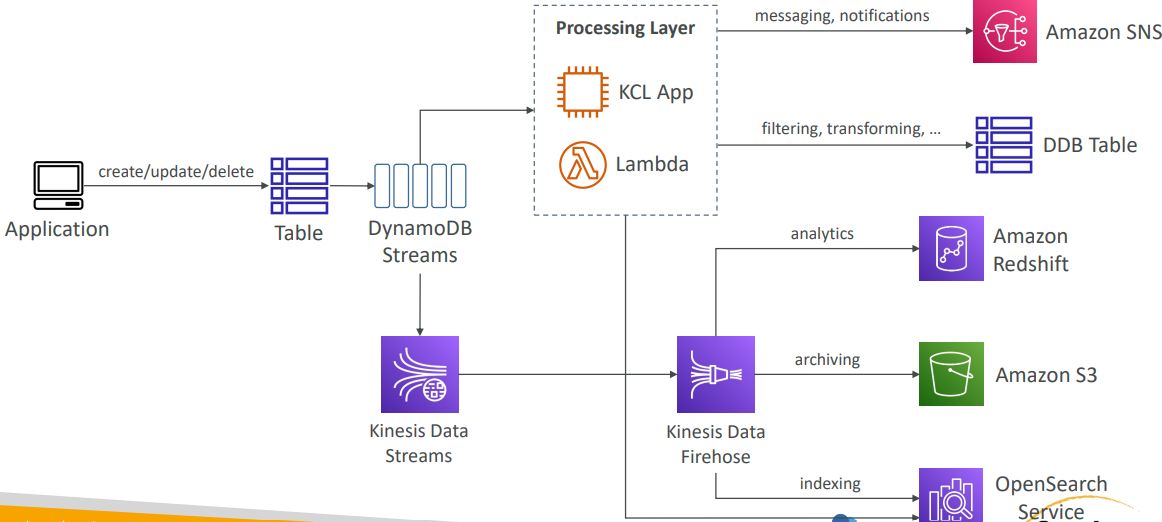 Processing Layer
KCL App
Lambda
messaging, notifications
Amazon SNS
filtering, transforming, ...
DDB Table
create/update/delete
Application
Table
DynamoDB
Streams
analytics
Amazon
Redshift
Kinesis Data
Streams
Kinesis Data
Firehose
archiving
Amazon S3
indexing
OpenSearch
Service